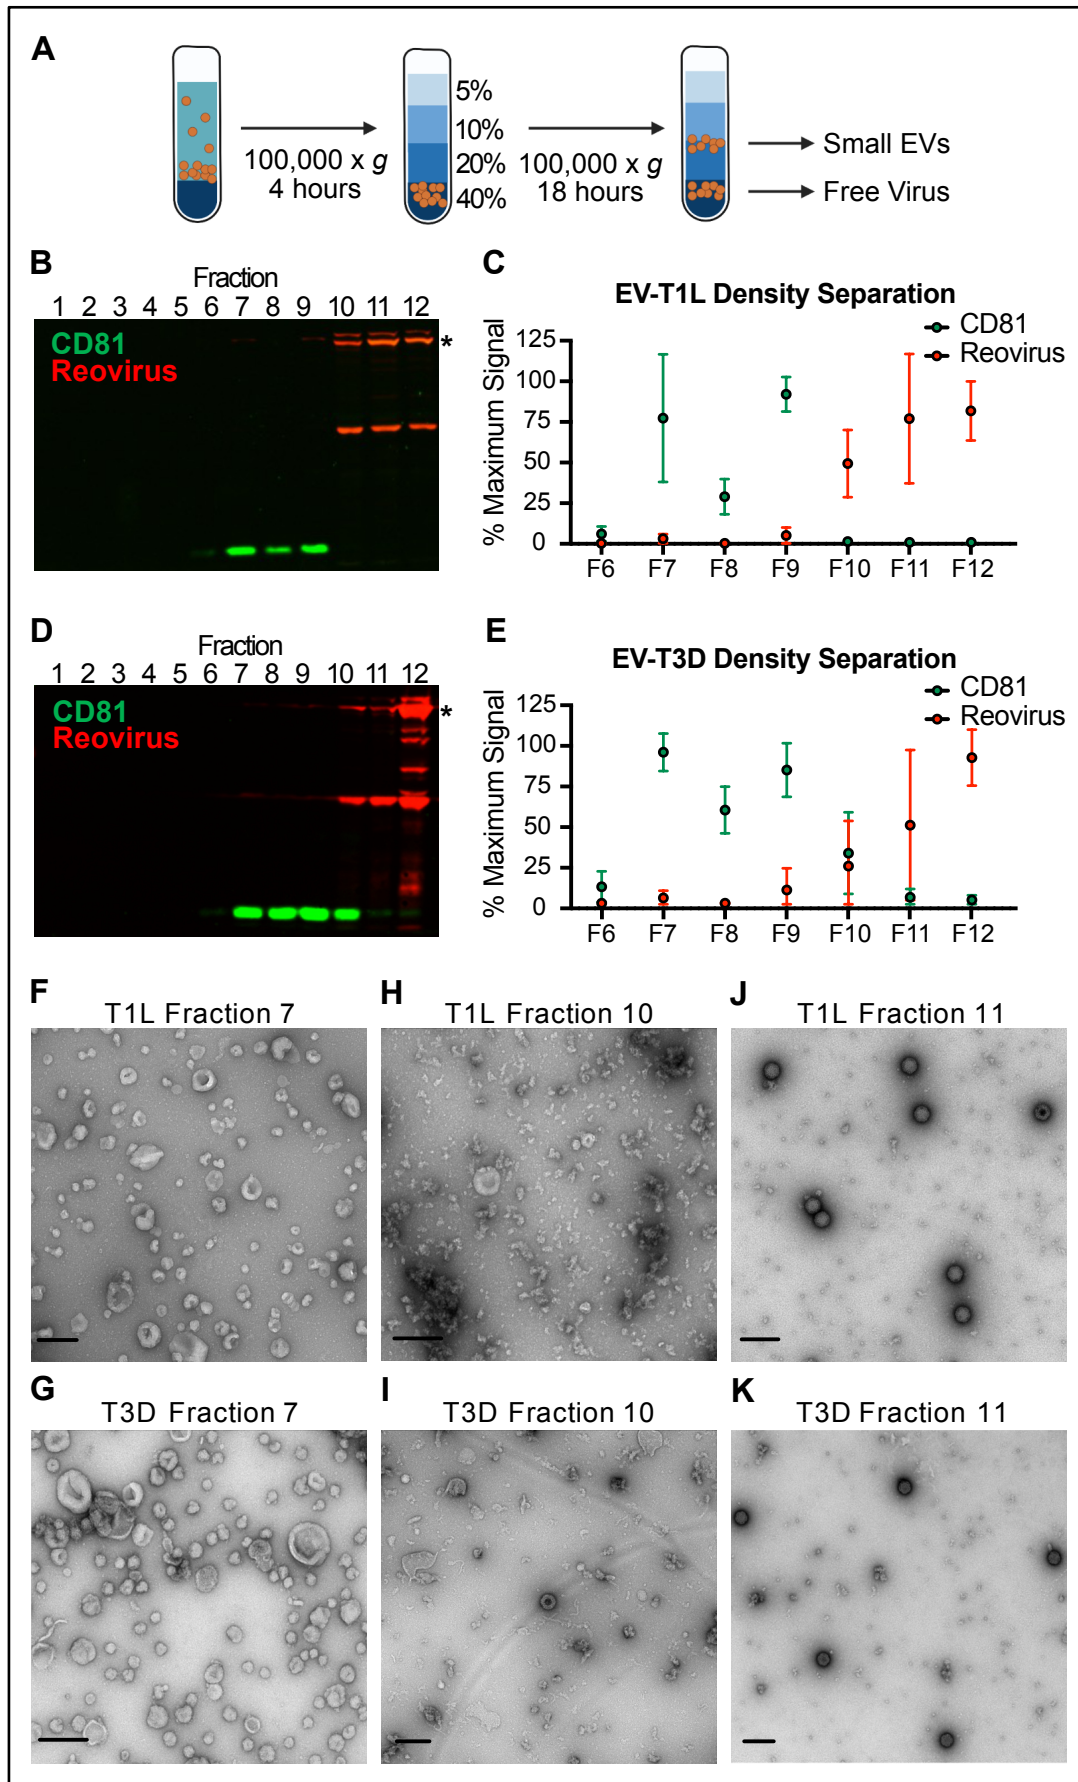 A
5%
10%
20%
40%
100,000 x g
4 hours
100,000 x g
18 hours
Small EVs
Free Virus
B
Fraction
1 2 3 4 5 6 7 8 9 10 11 12
CD81
Reovirus
*
C
EV-T1L Density Separation
CD81
Reovirus
% Maximum Signal
125
100
75
50
25
0
F6 F7 F8 F9 F10 F11 F12
D
Fraction
1 2 3 4 5 6 7 8 9 10 11 12
CD81
Reovirus
*
E
EV-T3D Density Separation
CD81
Reovirus
% Maximum Signal
125
100
75
50
25
0
F6 F7 F8 F9 F10 F11 F12
F
T1L Fraction 7
H
T1L Fraction 10
J
T1L Fraction 11
G
T3D Fraction 7
I
T3D Fraction 10
K
T3D Fraction 11